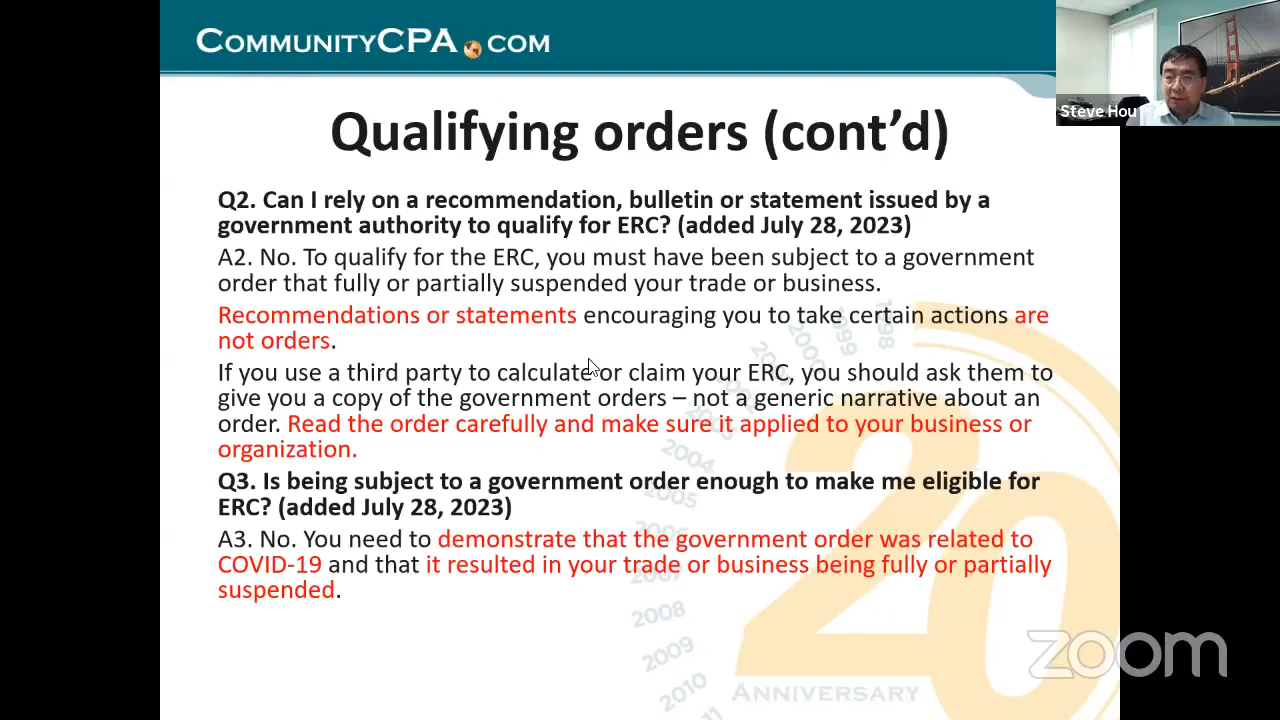 COMMUNITYCPA.COM
Steve Hou
Qualifying orders (cont’d)
Q2. Can I rely on a recommendation, bulletin or statement issued by a
government authority to qualify for ERC? (added July 28, 2023)
A2. No. To qualify for the ERC, you must have been subject to a government
order that fully or partially suspended your trade or business.
Recommendations or statements encouraging you to take certain actions are
not orders.
If you use a third party to calculate or claim your ERC, you should ask them to
give you a copy of the government orders – not a generic narrative about an
order. Read the order carefully and make sure it applied to your business or
organization.
Q3. Is being subject to a government order enough to make me eligible for
ERC? (added July 28, 2023)
A3. No. You need to demonstrate that the government order was related to
COVID-19 and that it resulted in your trade or business being fully or partially
suspended.
1998
1999
2000
2003
2004
2005
2006
2007
2008
2009
2010
20
ANNIVERSARY
zoom